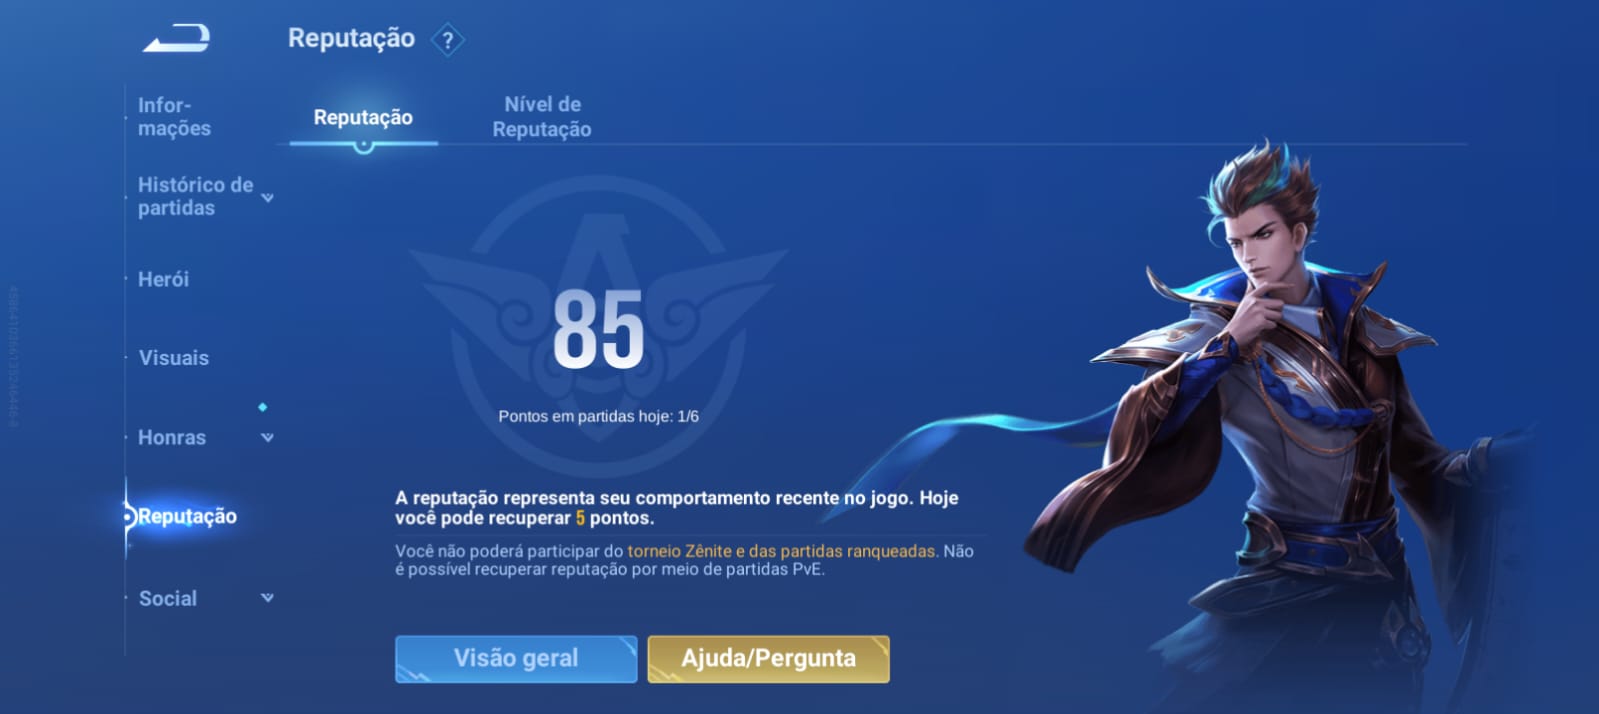 Reputação ?
Infor-
mações
Reputação
Nível de
Reputação
Histórico de
partidas
Herói
Visuais
Honras
Reputação
Social
85
Pontos em partidas hoje: 1/6
A reputação representa seu comportamento recente no jogo. Hoje
você pode recuperar 5 pontos.
Você não poderá participar do torneio Zênite e das partidas ranqueadas. Não
é possível recuperar reputação por meio de partidas PvE.
Visão geral
Ajuda/Pergunta